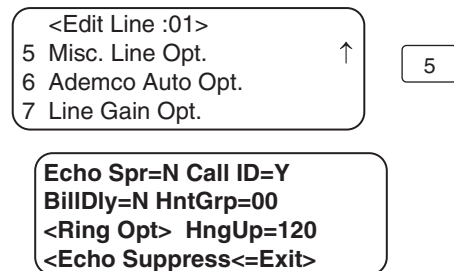 <Edit Line :01>
5 Misc. Line Opt. ↑
6 Ademco Auto Opt.
7 Line Gain Opt.
5
Echo Spr=N Call ID=Y
BillDly=N HntGrp=00
<Ring Opt> HngUp=120
<Echo Suppress<=Exit>